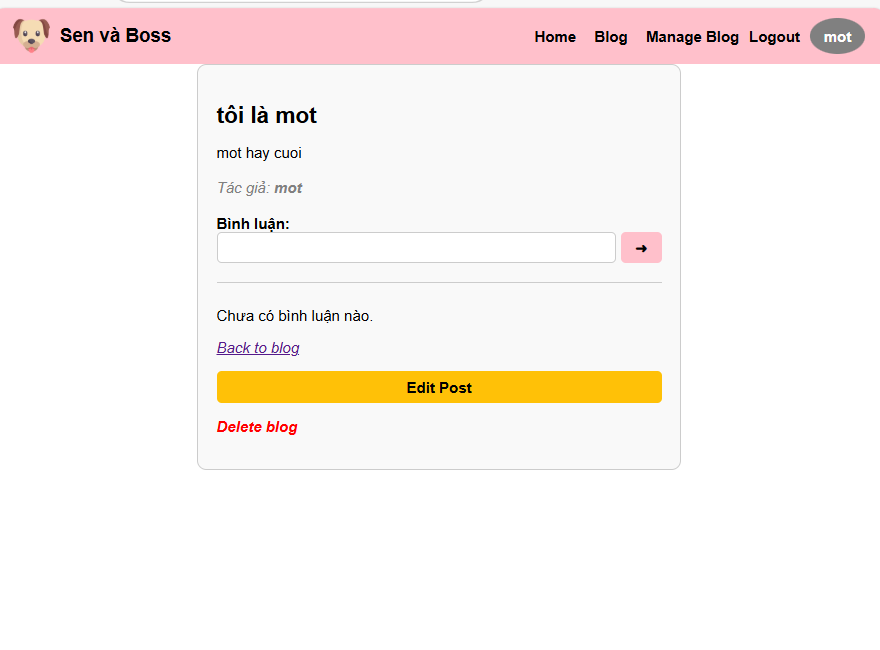 Sen và Boss
Home Blog Manage Blog Logout mot
tôi là mot
mot hay cuoi
Tác giả: mot
Bình luận:
➜
Chưa có bình luận nào.
Back to blog
Edit Post
Delete blog